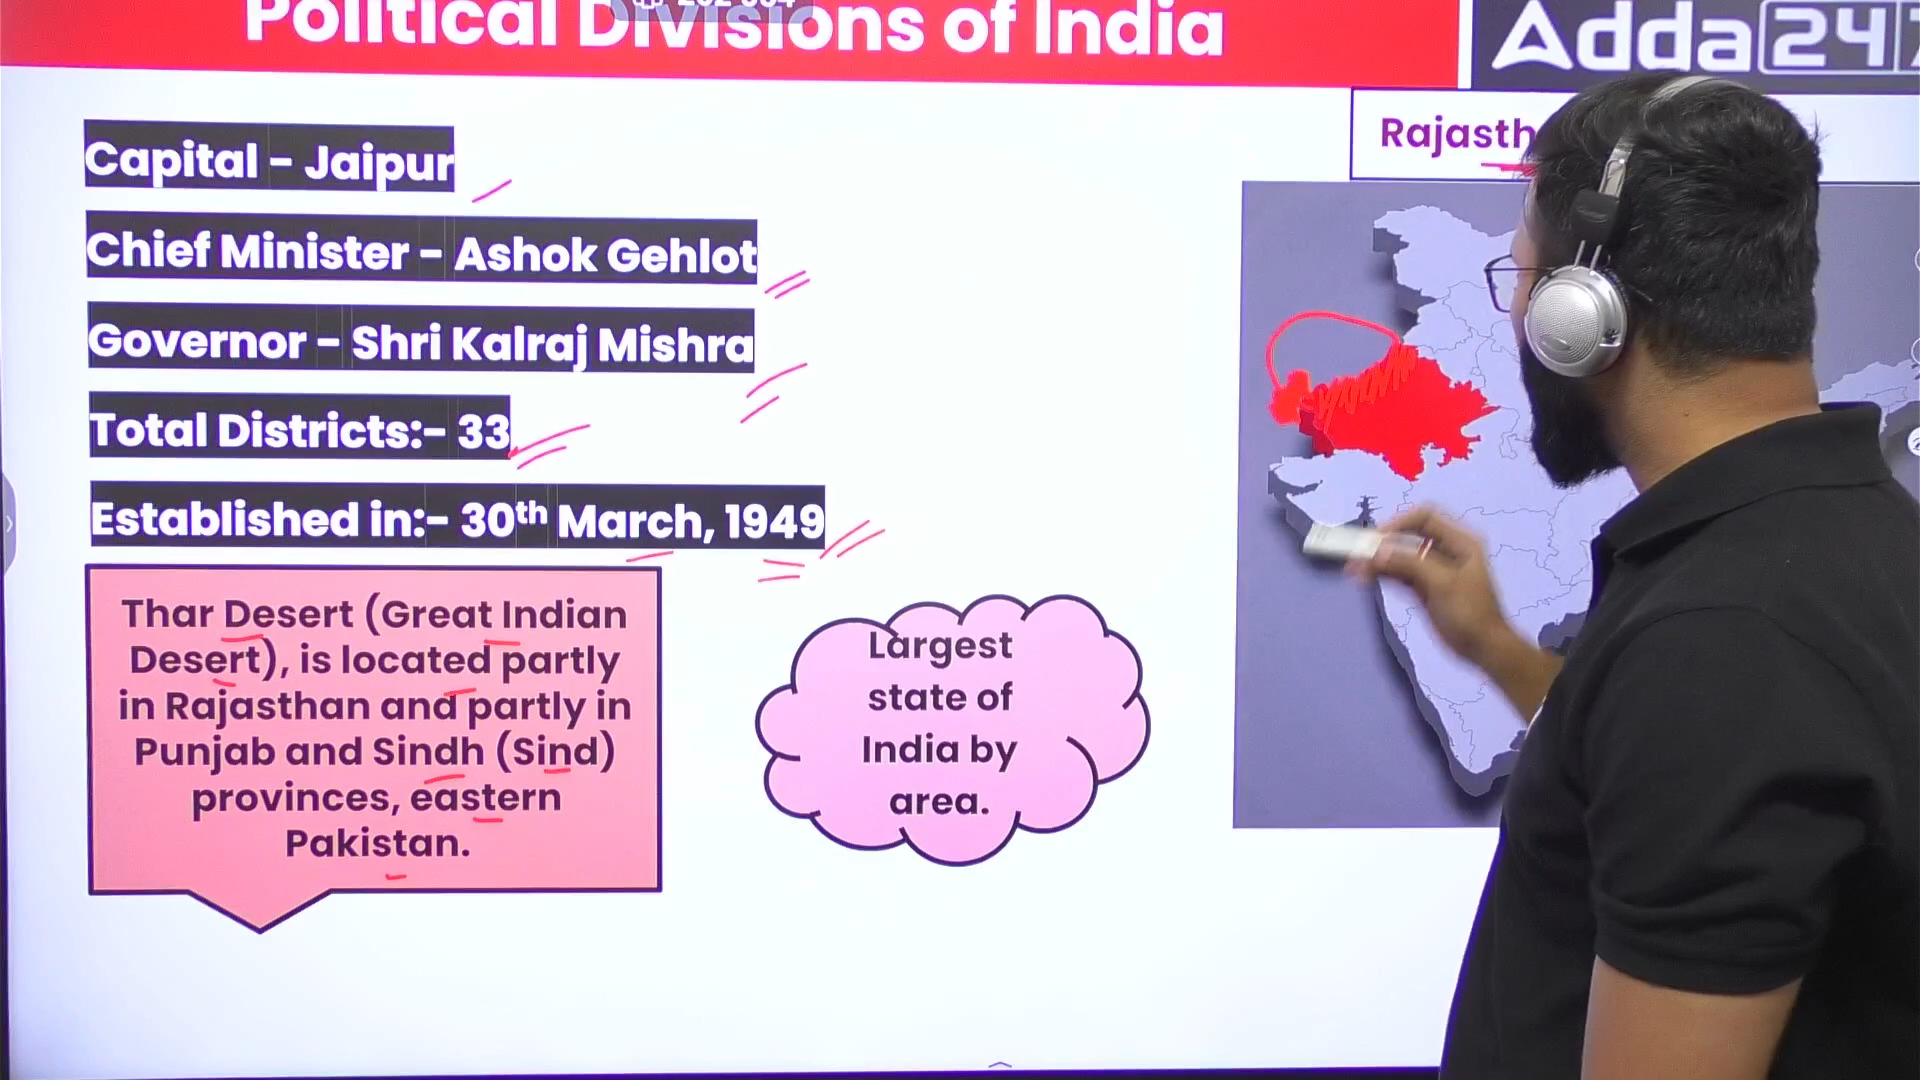 Political Divisions of India
Adda247
Rajasth
Capital - Jaipur
Chief Minister - Ashok Gehlot
Governor - Shri Kalraj Mishra
Total Districts:- 33
Established in:- 30th March, 1949
Thar Desert (Great Indian
Desert), is located partly
in Rajasthan and partly in
Punjab and Sindh (Sind)
provinces, eastern
Pakistan.
Largest
state of
India by
area.